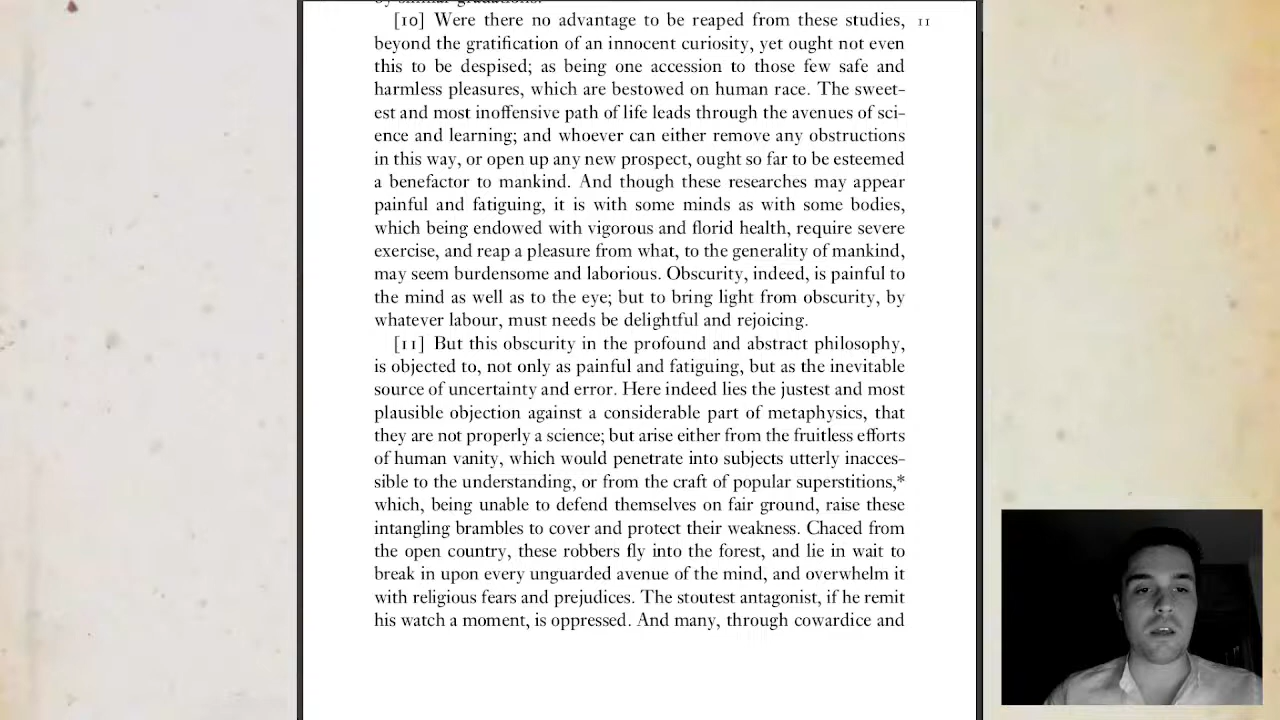 by similar gradations.
[10] Were there no advantage to be reaped from these studies, 11
beyond the gratification of an innocent curiosity, yet ought not even
this to be despised; as being one accession to those few safe and
harmless pleasures, which are bestowed on human race. The sweet-
est and most inoffensive path of life leads through the avenues of sci-
ence and learning; and whoever can either remove any obstructions
in this way, or open up any new prospect, ought so far to be esteemed
a benefactor to mankind. And though these researches may appear
painful and fatiguing, it is with some minds as with some bodies,
which being endowed with vigorous and florid health, require severe
exercise, and reap a pleasure from what, to the generality of mankind,
may seem burdensome and laborious. Obscurity, indeed, is painful to
the mind as well as to the eye; but to bring light from obscurity, by
whatever labour, must needs be delightful and rejoicing.
[11] But this obscurity in the profound and abstract philosophy,
is objected to, not only as painful and fatiguing, but as the inevitable
source of uncertainty and error. Here indeed lies the justest and most
plausible objection against a considerable part of metaphysics, that
they are not properly a science; but arise either from the fruitless efforts
of human vanity, which would penetrate into subjects utterly inacces-
sible to the understanding, or from the craft of popular superstitions,*
which, being unable to defend themselves on fair ground, raise these
intangling brambles to cover and protect their weakness. Chaced from
the open country, these robbers fly into the forest, and lie in wait to
break in upon every unguarded avenue of the mind, and overwhelm it
with religious fears and prejudices. The stoutest antagonist, if he remit
his watch a moment, is oppressed. And many, through cowardice and